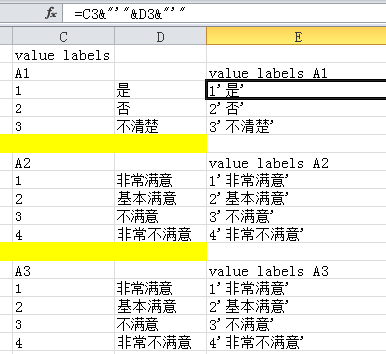 fx =C3&"'"&D3&"'"
C D E
value labels
A1 value labels A1
1 是 1'是'
2 否 2'否'
3 不清楚 3'不清楚'
A2 value labels A2
1 非常满意 1'非常满意'
2 基本满意 2'基本满意'
3 不满意 3'不满意'
4 非常不满意 4'非常不满意'
A3 value labels A3
1 非常满意 1'非常满意'
2 基本满意 2'基本满意'
3 不满意 3'不满意'
4 非常不满意 4'非常不满意'